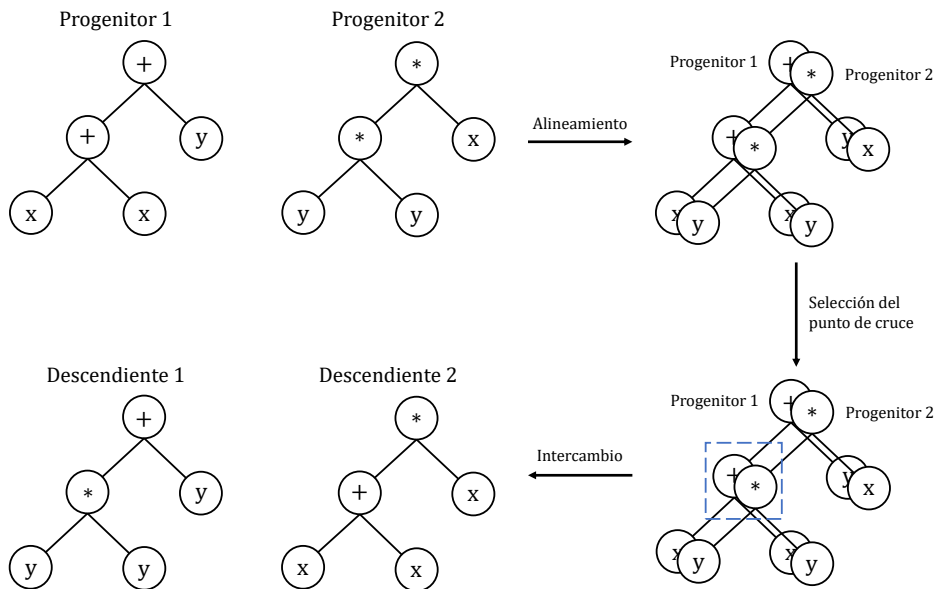 Progenitor 1
Progenitor 2
+
*
Progenitor 1
+
*
Progenitor 2
+
y
*
x
Alineamiento
+
*
y
x
x
x
y
y
x
y
x
y
Selección del
punto de cruce
Descendiente 1
Descendiente 2
+
*
Progenitor 1
+
*
Progenitor 2
*
y
+
x
Intercambio
+
*
y
x
y
y
x
x
x
y
x
y